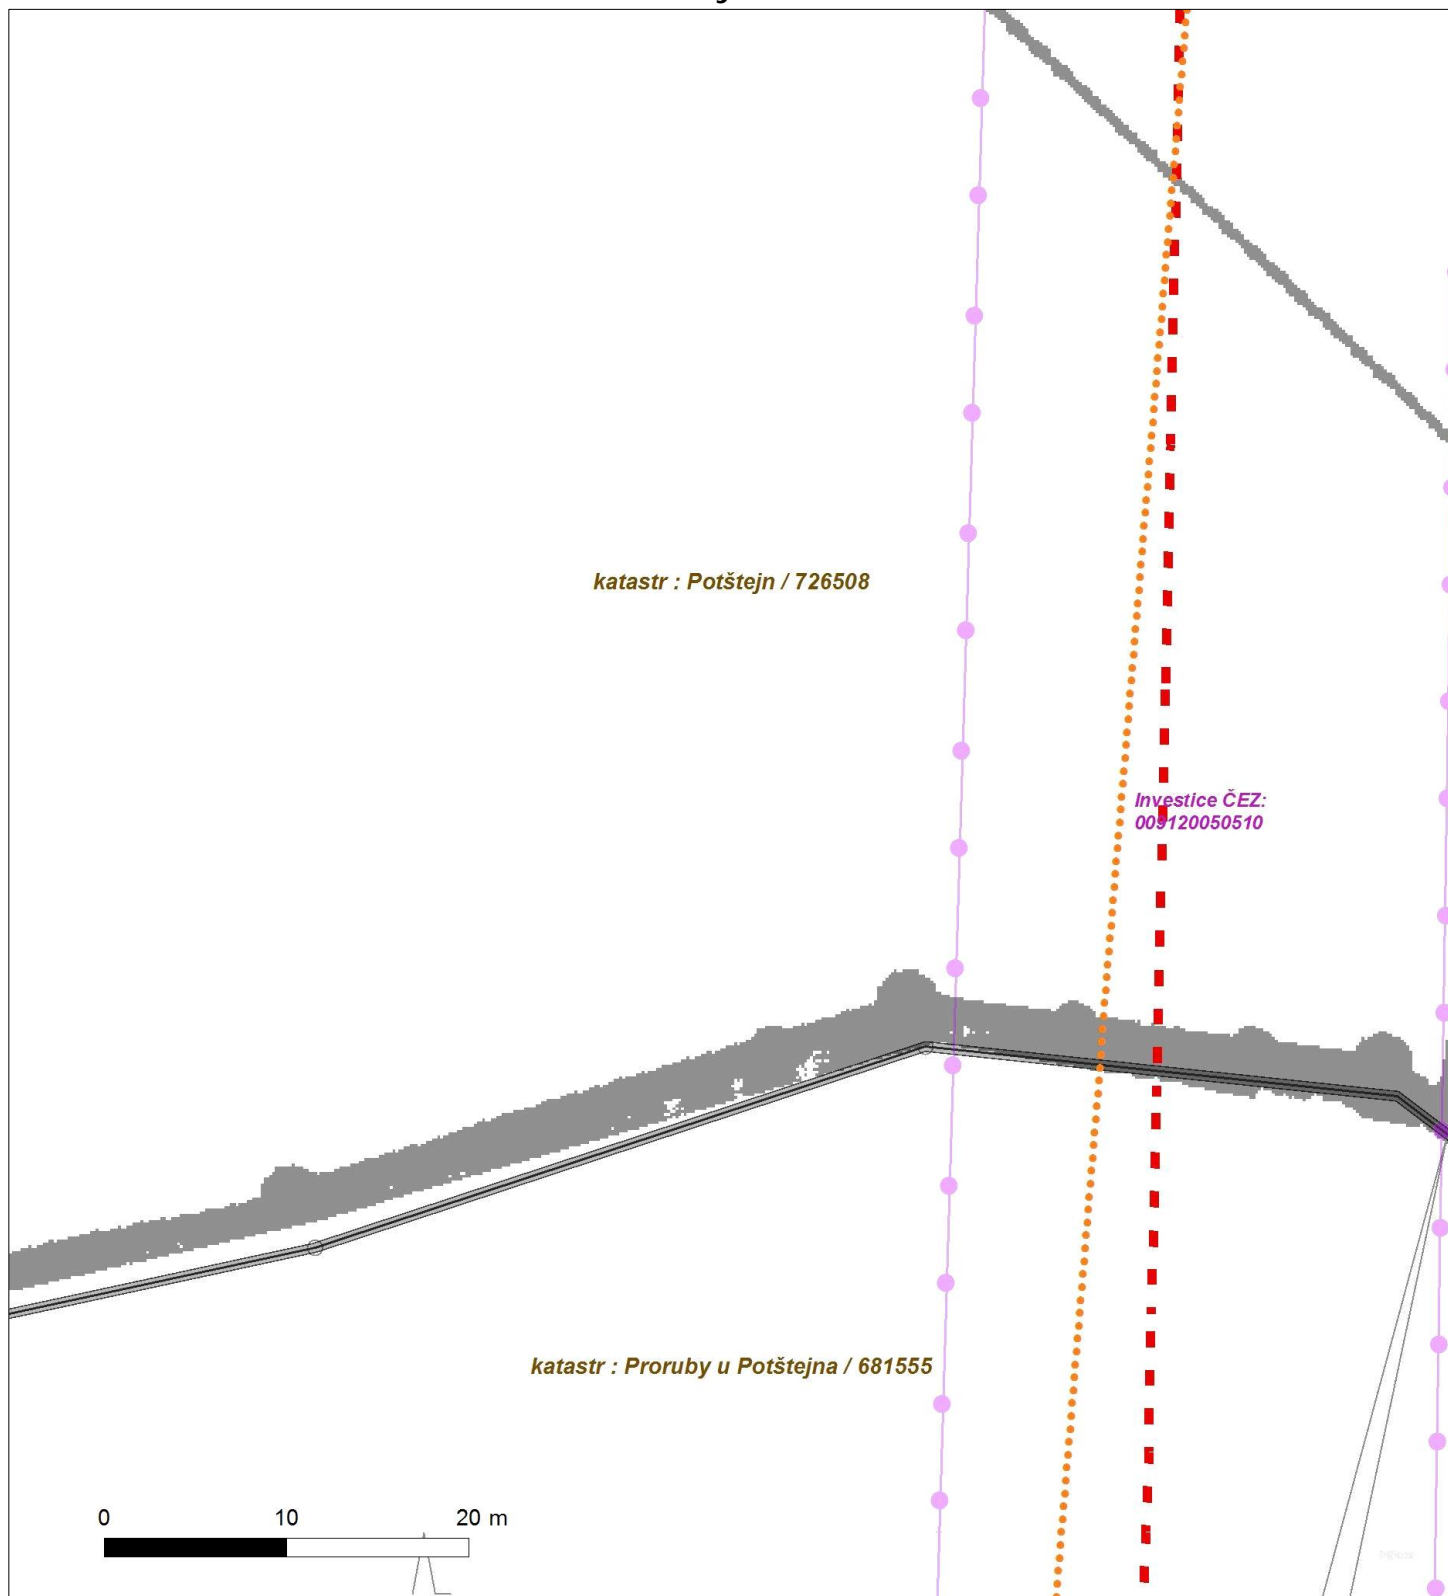 katastr : Potštejn / 726508
Investice ČEZ:
009120050510
katastr : Proruby u Potštejna / 681555
0 10 20 m